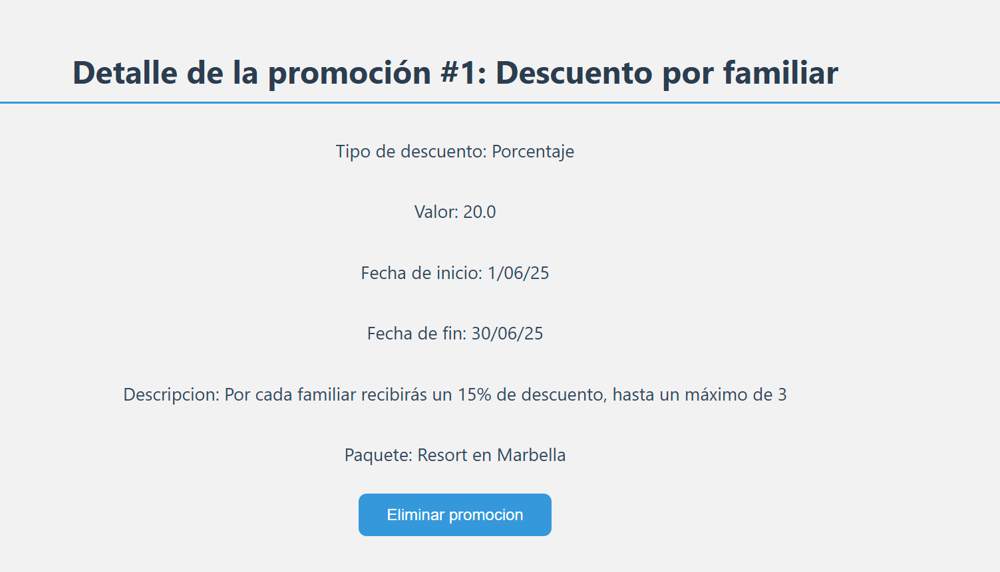 Detalle de la promoción #1: Descuento por familiar
Tipo de descuento: Porcentaje
Valor: 20.0
Fecha de inicio: 1/06/25
Fecha de fin: 30/06/25
Descripcion: Por cada familiar recibirás un 15% de descuento, hasta un máximo de 3
Paquete: Resort en Marbella
Eliminar promocion